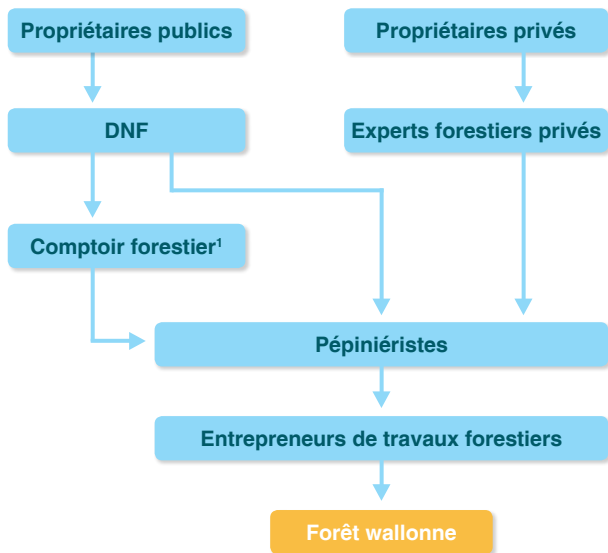 Propriétaires publics
Propriétaires privés
DNF
Experts forestiers privés
Comptoir forestier¹
Pépiniéristes
Entrepreneurs de travaux forestiers
Forêt wallonne